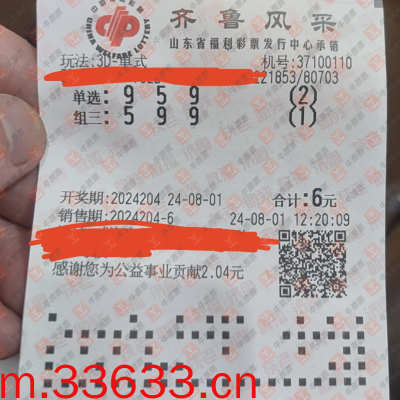 CHINA WELFARE LOTTERY
齐鲁风采
山东省福利彩票发行中心承销
玩法:3D-单式 机号:37100110
21853/80703
单选: 9 5 9 (2)
组三: 5 9 9 (1)
开奖期:2024204 24-08-01 合计:6元
销售期:2024204-6 24-08-01 12:20:09
感谢您为公益事业贡献2.04元
m.33633.cn